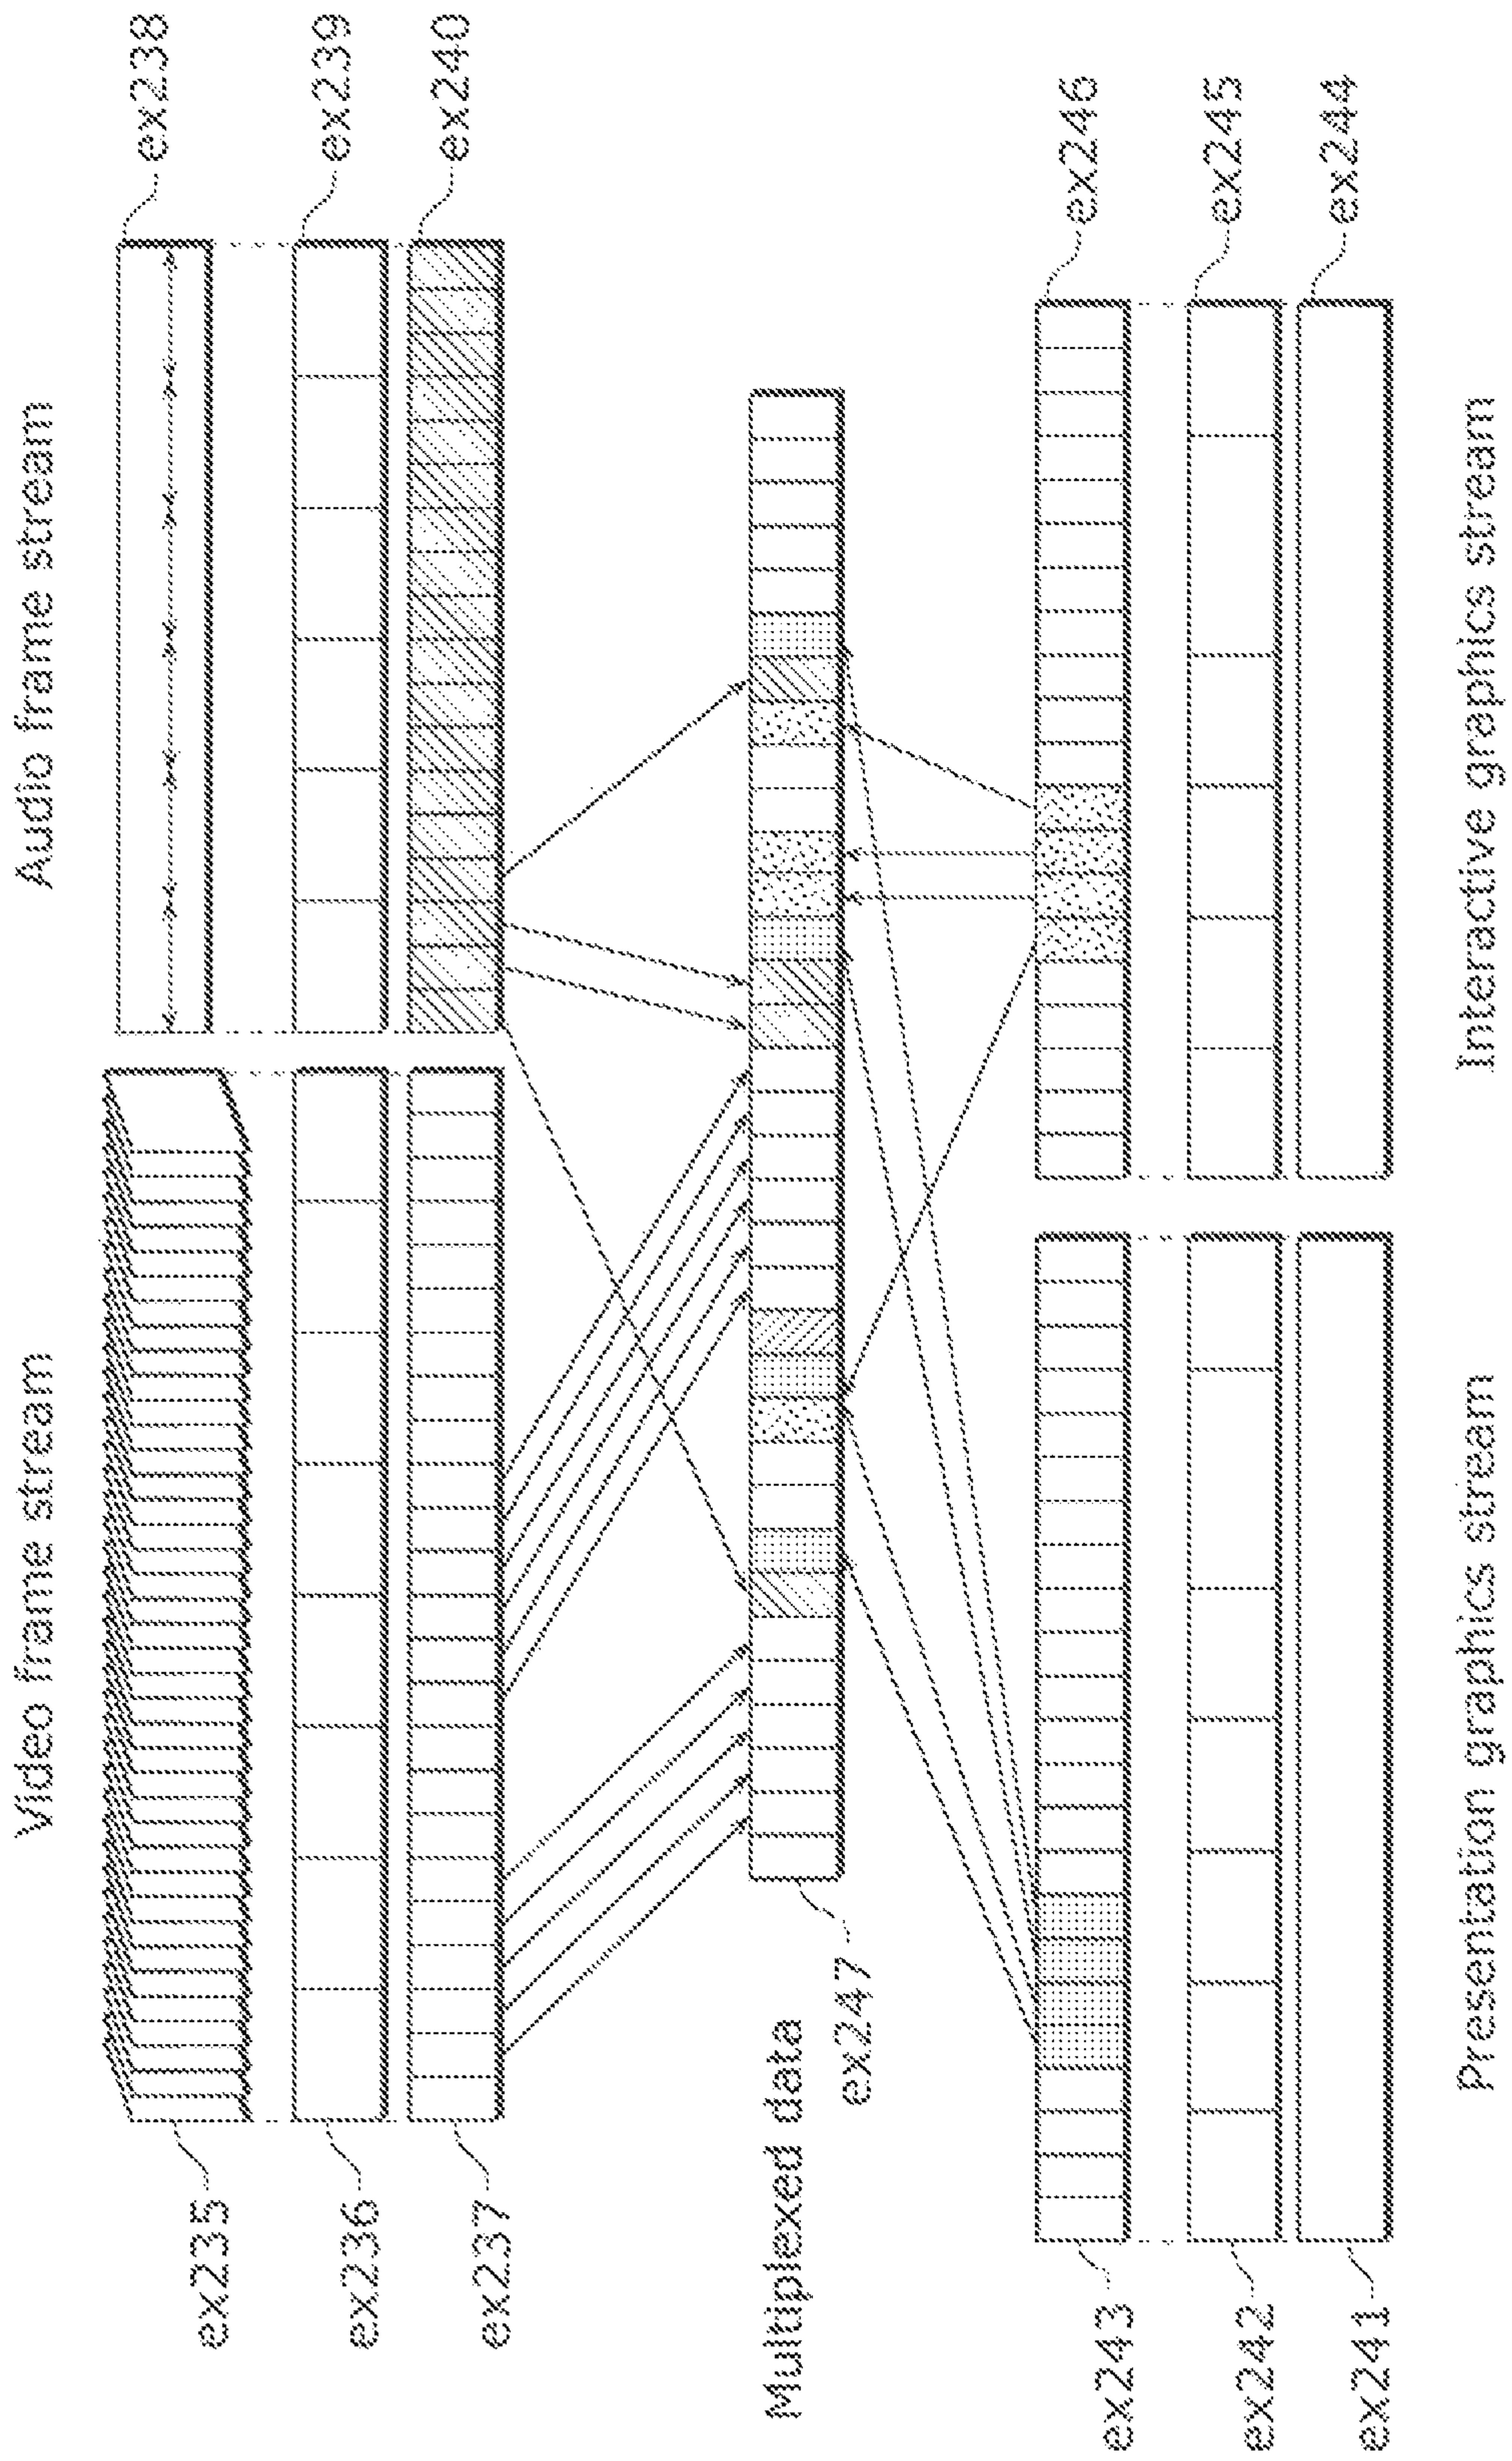 Video frame stream
Audio frame stream
ex235
ex238
ex236
ex239
ex237
ex240
Multiplexed data
ex247
ex243
ex246
ex242
ex245
ex241
ex244
Presentation graphics stream
Interactive graphics stream